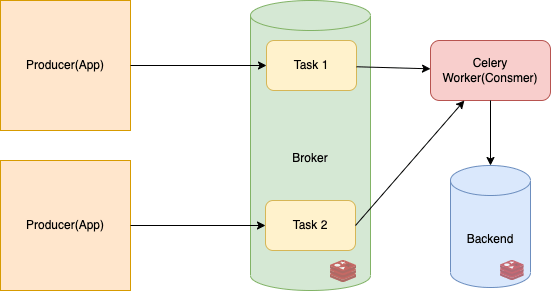 Producer(App)
Task 1
Celery
Worker(Consmer)
Broker
Producer(App)
Task 2
Backend